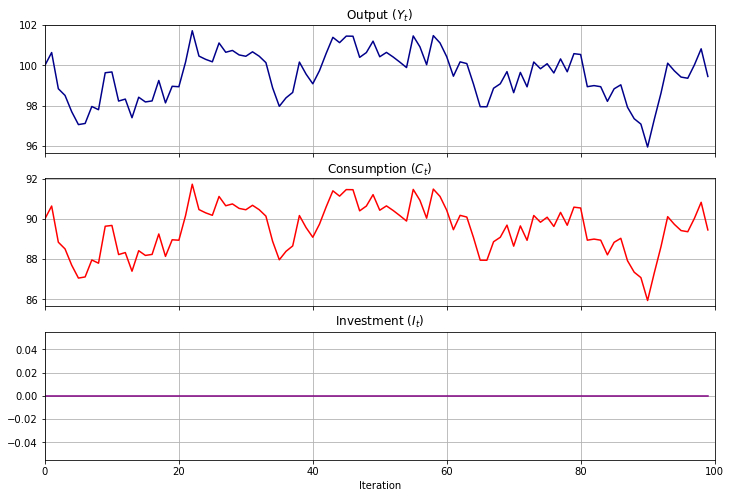 Output (Y_t)
102
100
98
96
Consumption (C_t)
92
90
88
86
Investment (I_t)
0.04
0.02
0.00
−0.02
−0.04
0 20 40 60 80 100
Iteration